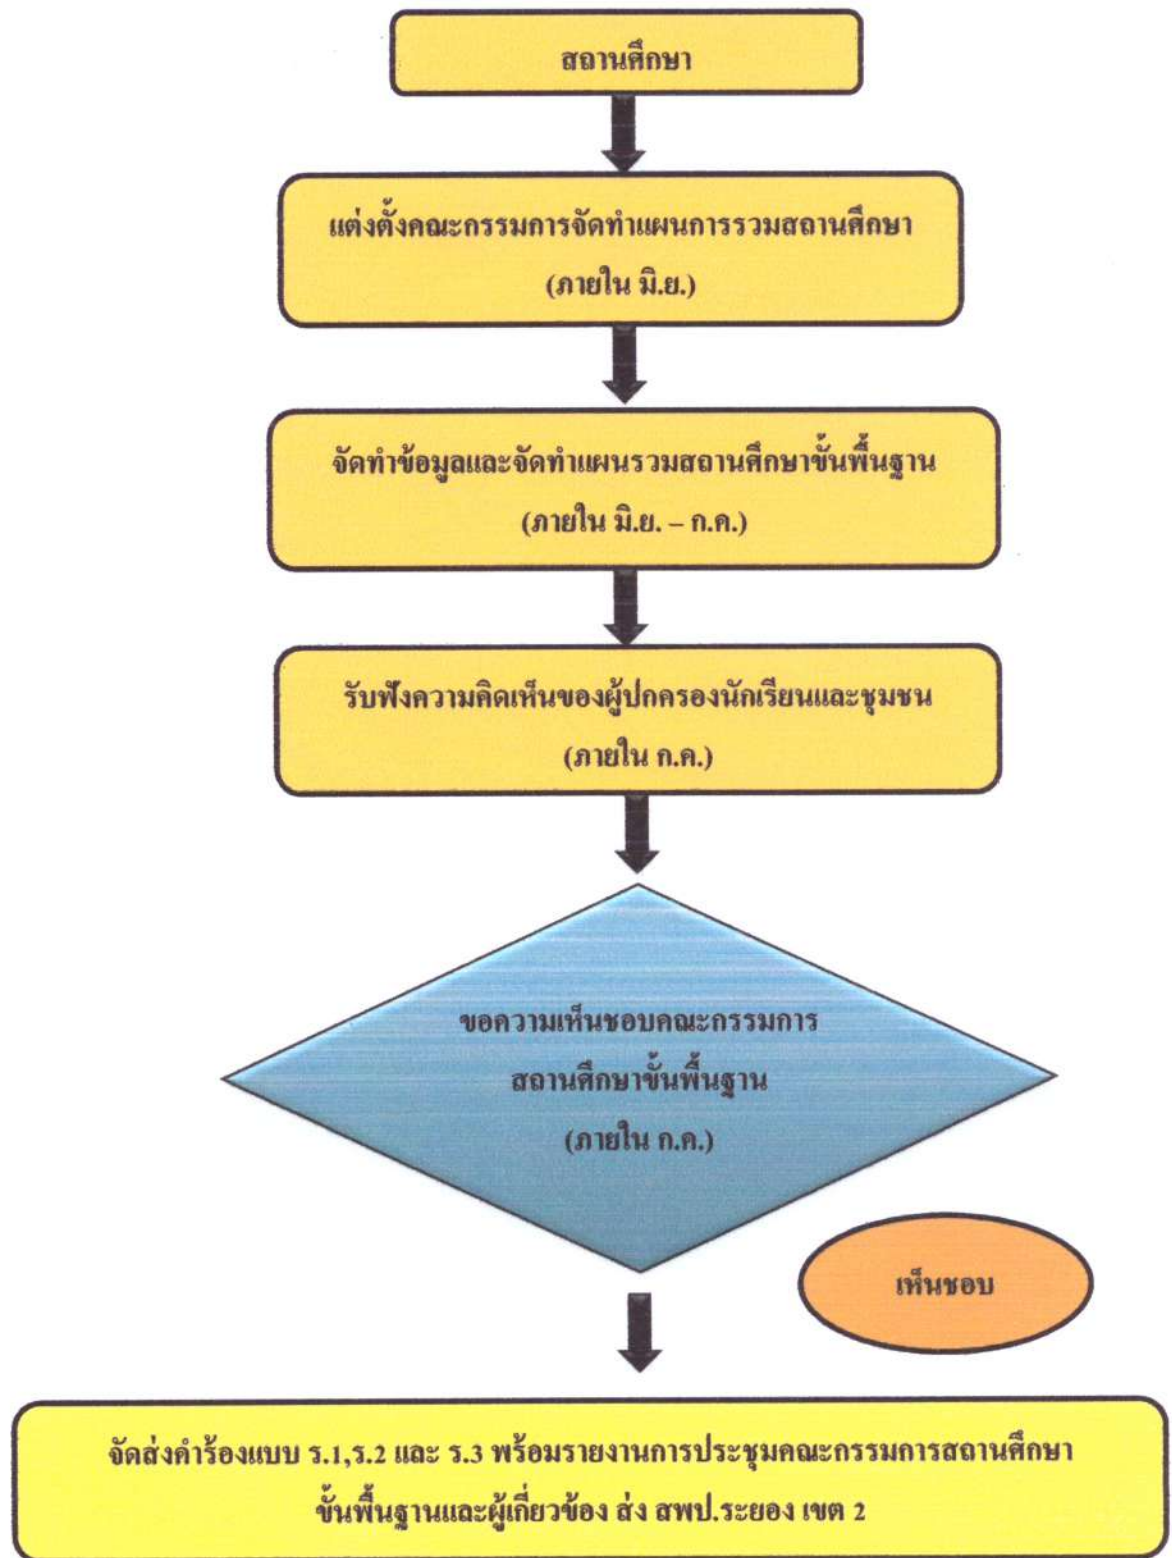 สถานศึกษา
แต่งตั้งคณะกรรมการจัดทำแผนการรวมสถานศึกษา
(ภายใน มิ.ย.)
จัดทำข้อมูลและจัดทำแผนรวมสถานศึกษาขั้นพื้นฐาน
(ภายใน มิ.ย. – ก.ค.)
รับฟังความคิดเห็นของผู้ปกครองนักเรียนและชุมชน
(ภายใน ก.ค.)
ขอความเห็นชอบคณะกรรมการ
สถานศึกษาขั้นพื้นฐาน
(ภายใน ก.ค.)
เห็นชอบ
จัดส่งคำร้องแบบ ร.1,ร.2 และ ร.3 พร้อมรายงานการประชุมคณะกรรมการสถานศึกษา
ขั้นพื้นฐานและผู้เกี่ยวข้อง ส่ง สพป.ระยอง เขต 2